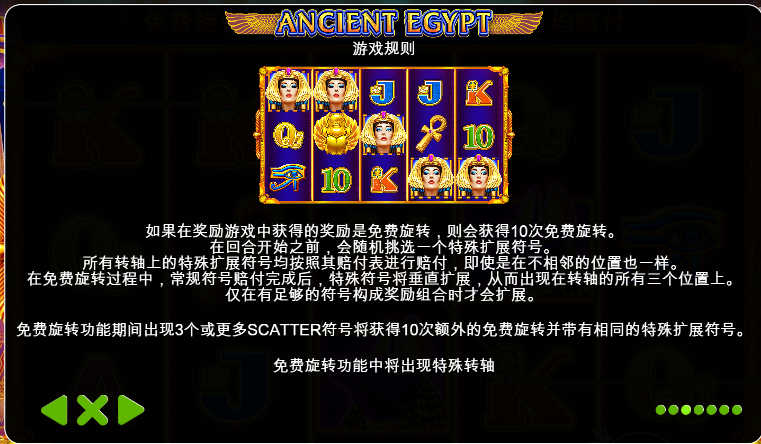 ANCIENT EGYPT
游戏规则
J J K
Q 10
10 K
如果在奖励游戏中获得的奖励是免费旋转，则会获得10次免费旋转。
在回合开始之前，会随机挑选一个特殊扩展符号。
所有转轴上的特殊扩展符号均按照其赔付表进行赔付，即使是在不相邻的位置也一样。
在免费旋转过程中，常规符号赔付完成后，特殊符号将垂直扩展，从而出现在转轴的所有三个位置上。
仅在有足够的符号构成奖励组合时才会扩展。
免费旋转功能期间出现3个或更多SCATTER符号将获得10次额外的免费旋转并带有相同的特殊扩展符号。
免费旋转功能中将出现特殊转轴